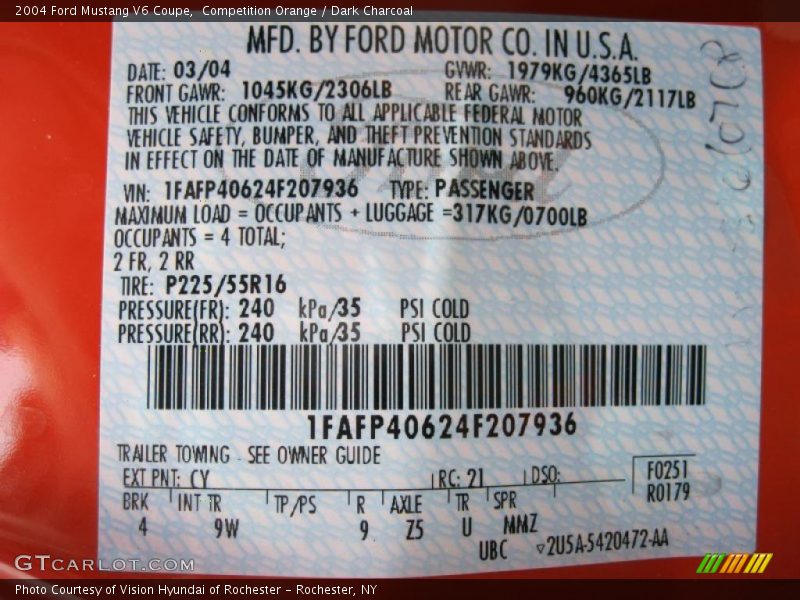 2004 Ford Mustang V6 Coupe, Competition Orange / Dark Charcoal
MFD. BY FORD MOTOR CO. IN U.S.A.
DATE: 03/04 GVWR: 1979KG/4365LB
FRONT GAWR: 1045KG/2306LB REAR GAWR: 960KG/2117LB
THIS VEHICLE CONFORMS TO ALL APPLICABLE FEDERAL MOTOR
VEHICLE SAFETY, BUMPER, AND THEFT PREVENTION STANDARDS
IN EFFECT ON THE DATE OF MANUFACTURE SHOWN ABOVE.
VIN: 1FAFP40624F207936 TYPE: PASSENGER
MAXIMUM LOAD = OCCUPANTS + LUGGAGE =317KG/0700LB
OCCUPANTS = 4 TOTAL;
2 FR, 2 RR
TIRE: P225/55R16
PRESSURE(FR): 240 kPa/35 PSI COLD
PRESSURE(RR): 240 kPa/35 PSI COLD
1FAFP40624F207936
TRAILER TOWING - SEE OWNER GUIDE
EXT PNT: CY RC: 21 DSO: F0251
R0179
BRK INT TR TP/PS R AXLE TR SPR
4 9W 9 Z5 U MMZ
UBC ▽2U5A-5420472-AA
GTCARLOT.COM
Photo Courtesy of Vision Hyundai of Rochester – Rochester, NY